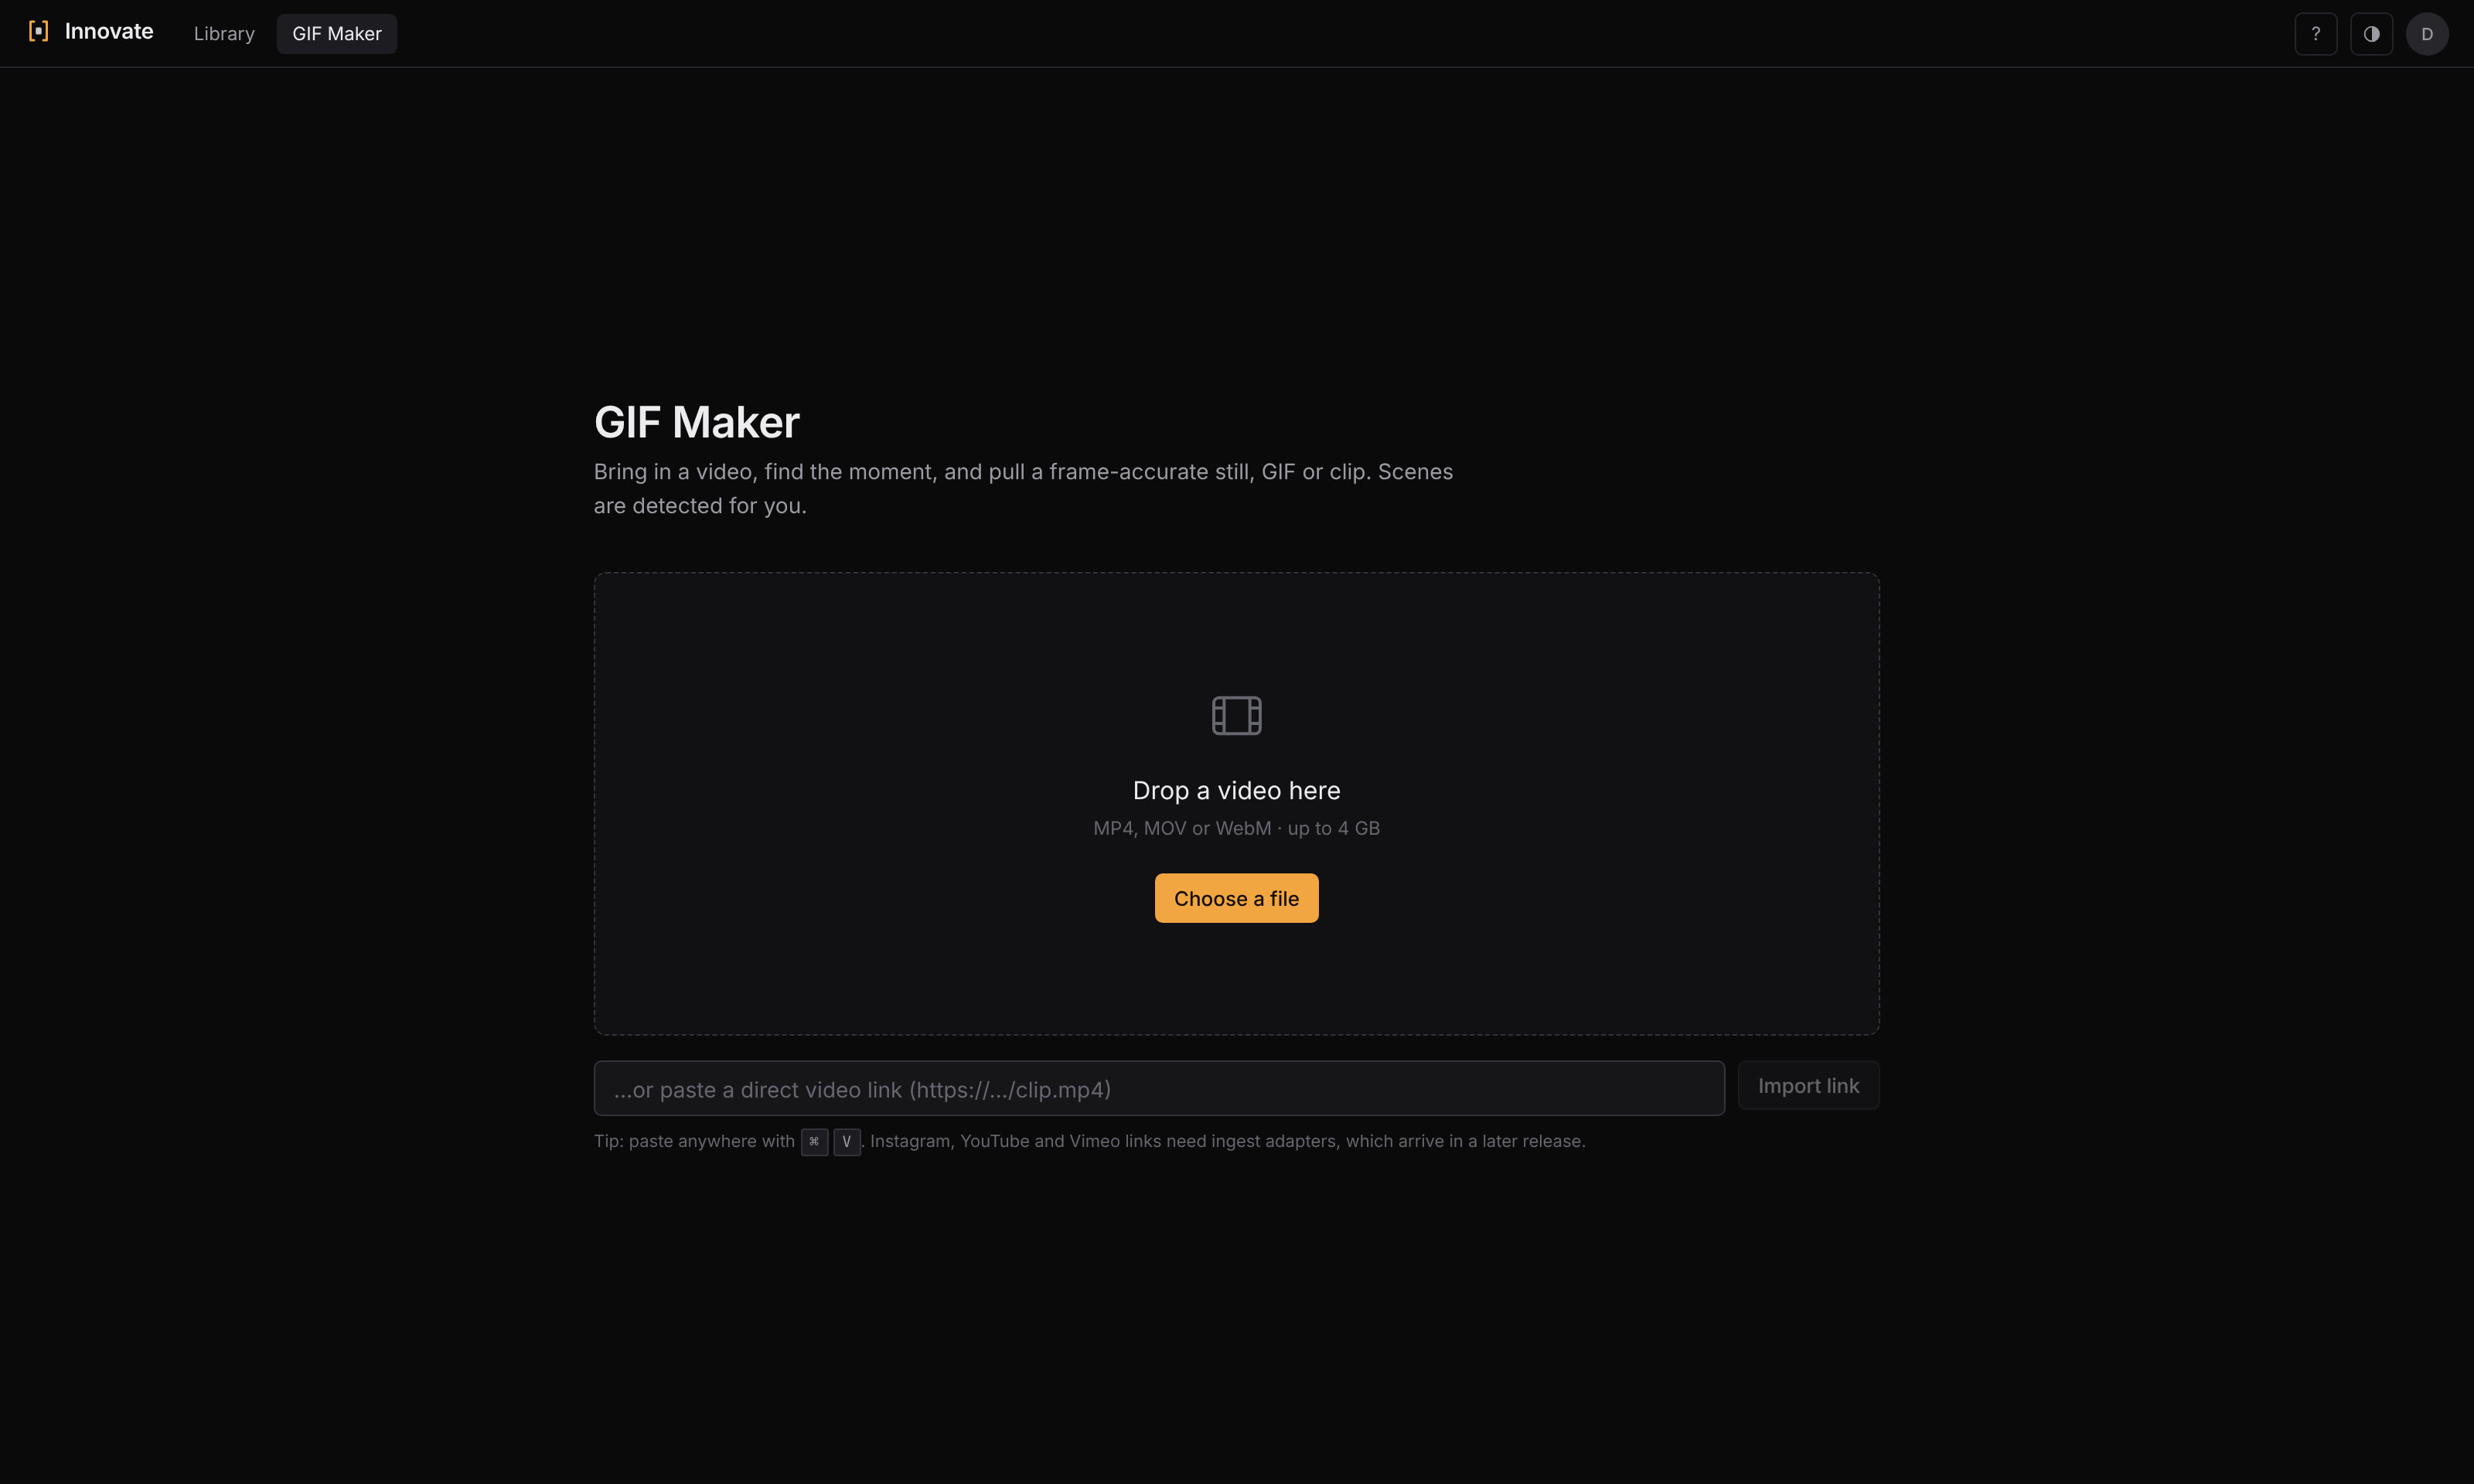 Innovate
Library
GIF Maker
?
D
GIF Maker
Bring in a video, find the moment, and pull a frame-accurate still, GIF or clip. Scenes
are detected for you.
Drop a video here
MP4, MOV or WebM · up to 4 GB
Choose a file
...or paste a direct video link (https://.../clip.mp4)
Import link
Tip: paste anywhere with ⌘ V. Instagram, YouTube and Vimeo links need ingest adapters, which arrive in a later release.